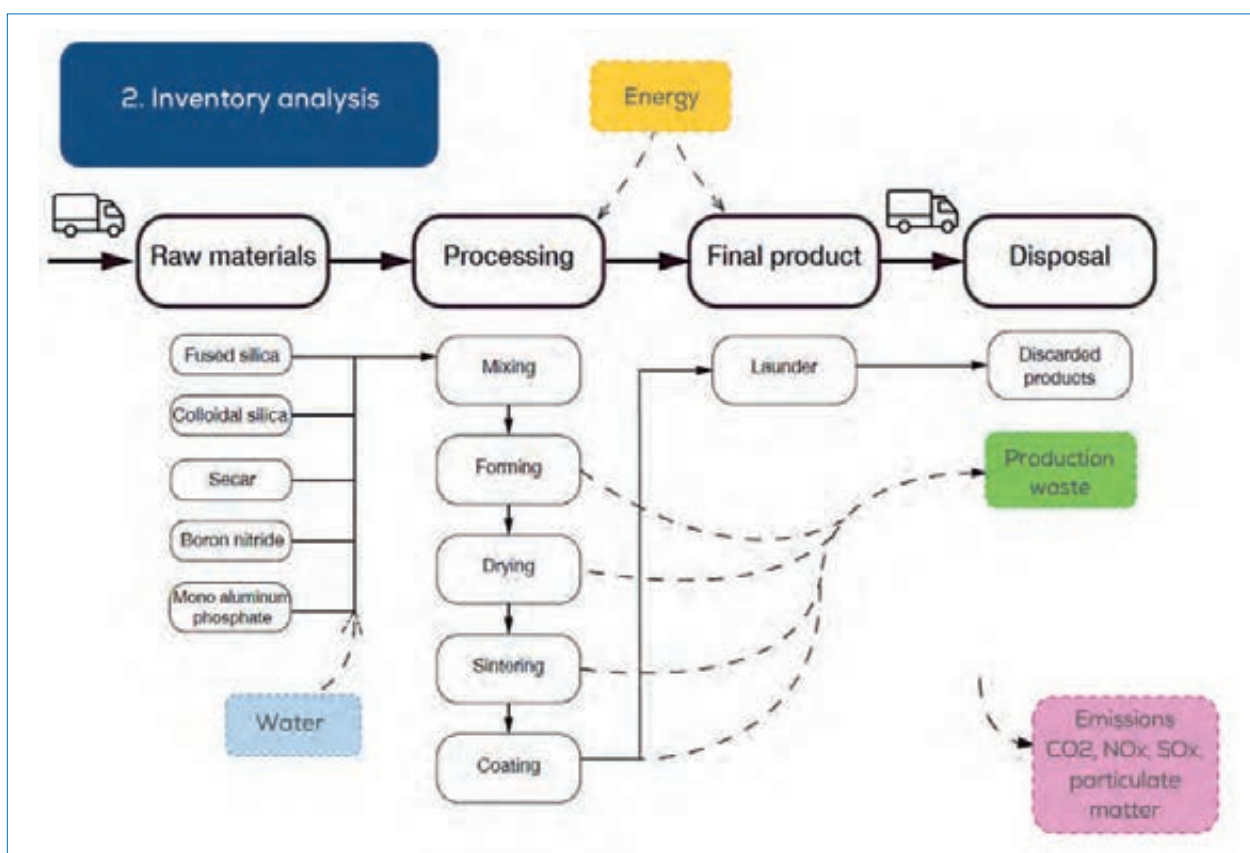 2. Inventory analysis
Energy
Raw materials
Processing
Final product
Disposal
Fused silica
Colloidal silica
Secar
Boron nitride
Mono aluminum
phosphate
Water
Mixing
Forming
Drying
Sintering
Coating
Launder
Discarded
products
Production
waste
Emissions
CO2, NOx, SOx,
particulate
matter